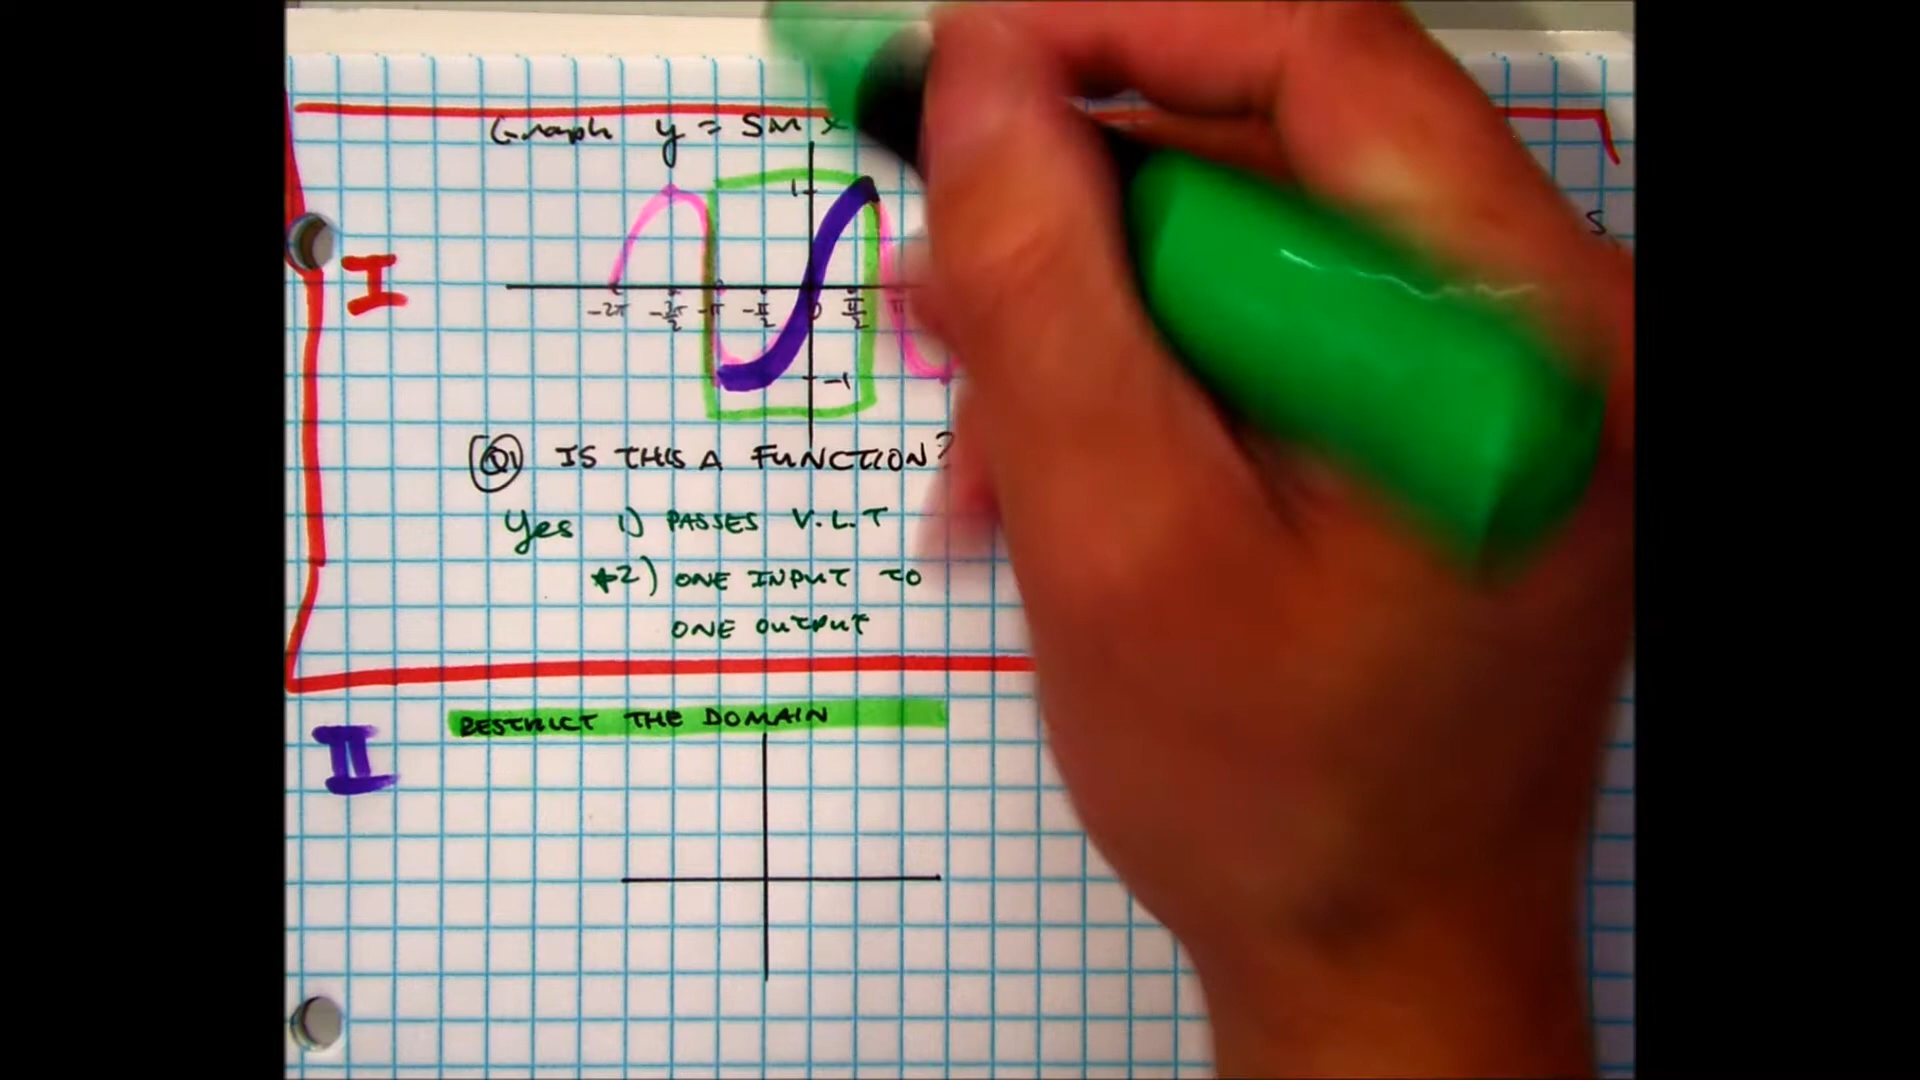 Graph y = SIN x
I
1
-2π -3π/2 -π -π/2 0 π/2 π
-1
Q1 IS THIS A FUNCTION?
Yes 1) PASSES V.L.T
*2) ONE INPUT TO
ONE OUTPUT
II
RESTRICT THE DOMAIN